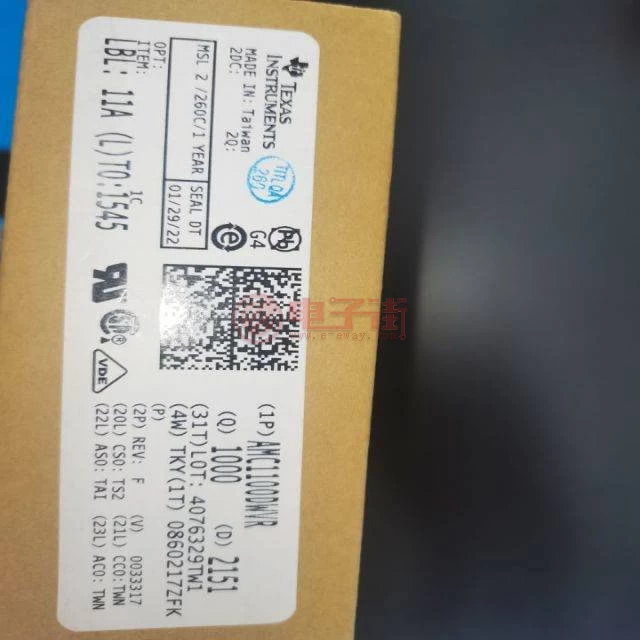 TEXAS
INSTRUMENTS
MADE IN: Taiwan
2DC: 2Q:
MSL 2 /260C/1 YEAR SEAL DT
01/29/22
OPT:
ITEM:
LBL: 11A (L)TO:1545
G4
Pb
e
(1P) AMC1100DWVR
(Q) 1000 (D) 2151
(31T)LOT: 4076329TW1
(4W) TKY(1T) 0860217ZFK
(P)
(2P) REV: F (V) 0033317
(20L) CSO: TS2 (21L) CCO:TWN
(22L) ASO: TAI (23L) ACO: TWN
VDE
电子街